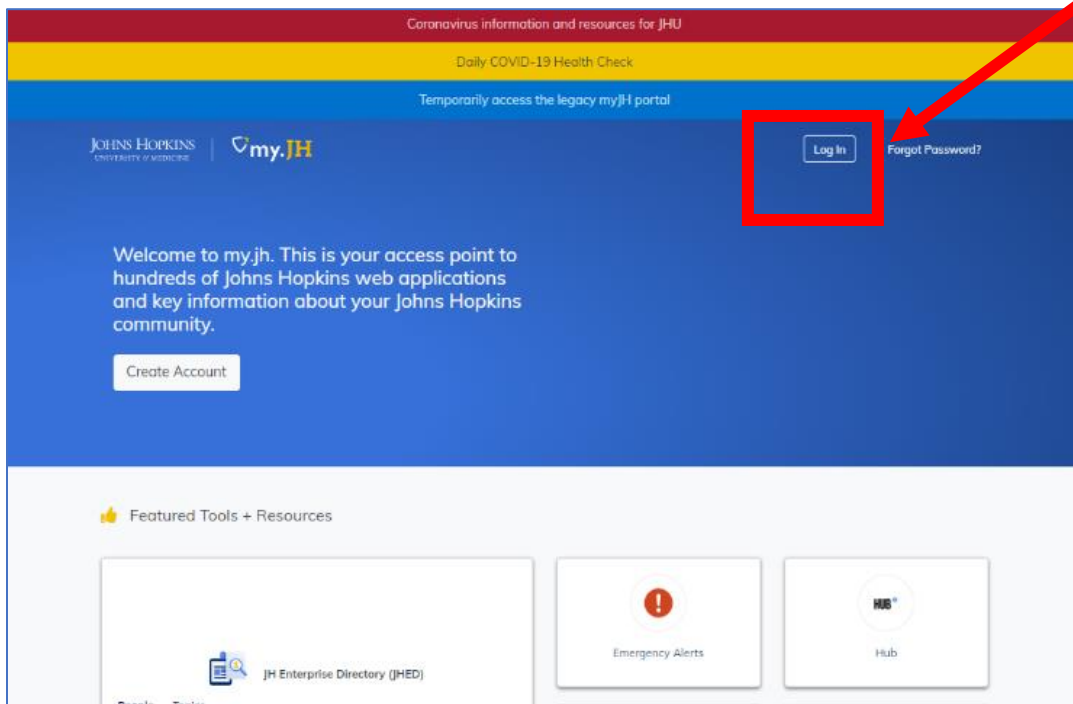 Coronavirus information and resources for JHU
Daily COVID-19 Health Check
Temporarily access the legacy myJH portal
JOHNS HOPKINS
UNIVERSITY & MEDICINE
my.JH
Log In
Forgot Password?
Welcome to my.jh. This is your access point to
hundreds of Johns Hopkins web applications
and key information about your Johns Hopkins
community.
Create Account
Featured Tools + Resources
JH Enterprise Directory (JHED)
Emergency Alerts
HUB
Hub